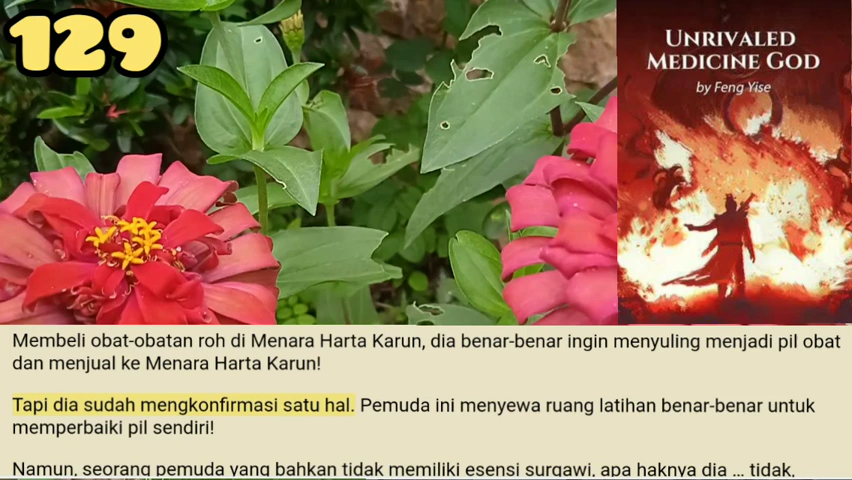 129
UNRIVALED
MEDICINE GOD
by Feng Yise
Membeli obat-obatan roh di Menara Harta Karun, dia benar-benar ingin menyuling menjadi pil obat
dan menjual ke Menara Harta Karun!
Tapi dia sudah mengkonfirmasi satu hal. Pemuda ini menyewa ruang latihan benar-benar untuk
memperbaiki pil sendiri!
Namun, seorang pemuda yang bahkan tidak memiliki esensi surgawi, apa haknya dia ... tidak,